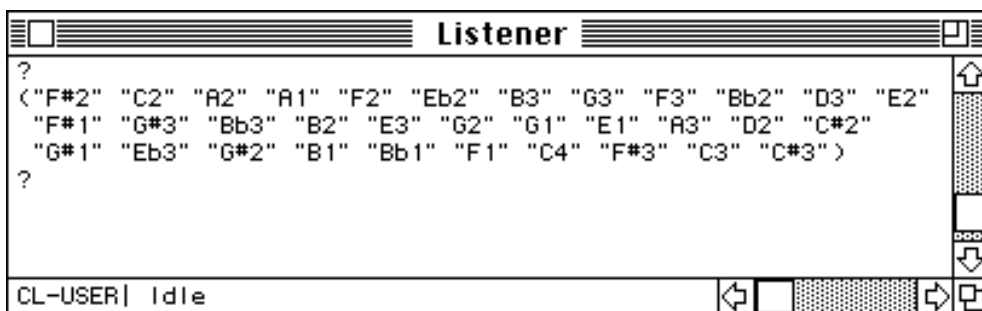 Listener
?
("F#2" "C2" "A2" "A1" "F2" "Eb2" "B3" "G3" "F3" "Bb2" "D3" "E2"
"F#1" "G#3" "Bb3" "B2" "E3" "G2" "G1" "E1" "A3" "D2" "C#2"
"G#1" "Eb3" "G#2" "B1" "Bb1" "F1" "C4" "F#3" "C3" "C#3")
?
CL-USER| Idle